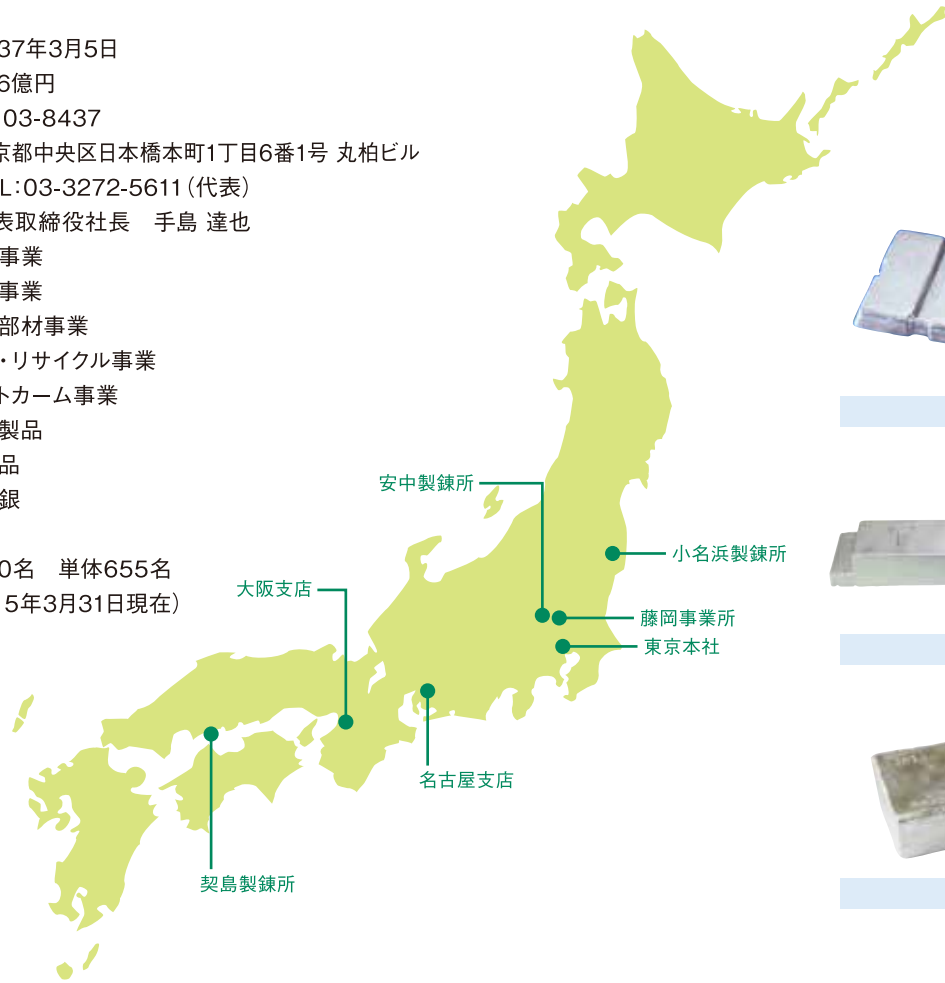 37年3月5日
6億円
03-8437
京都中央区日本橋本町1丁目6番1号 丸柏ビル
L:03-3272-5611（代表）
表取締役社長　手島 達也
事業
事業
部材事業
・リサイクル事業
トカーム事業
製品
品
銀
0名　単体655名
5年3月31日現在）
安中製錬所
小名浜製錬所
大阪支店
藤岡事業所
東京本社
名古屋支店
契島製錬所